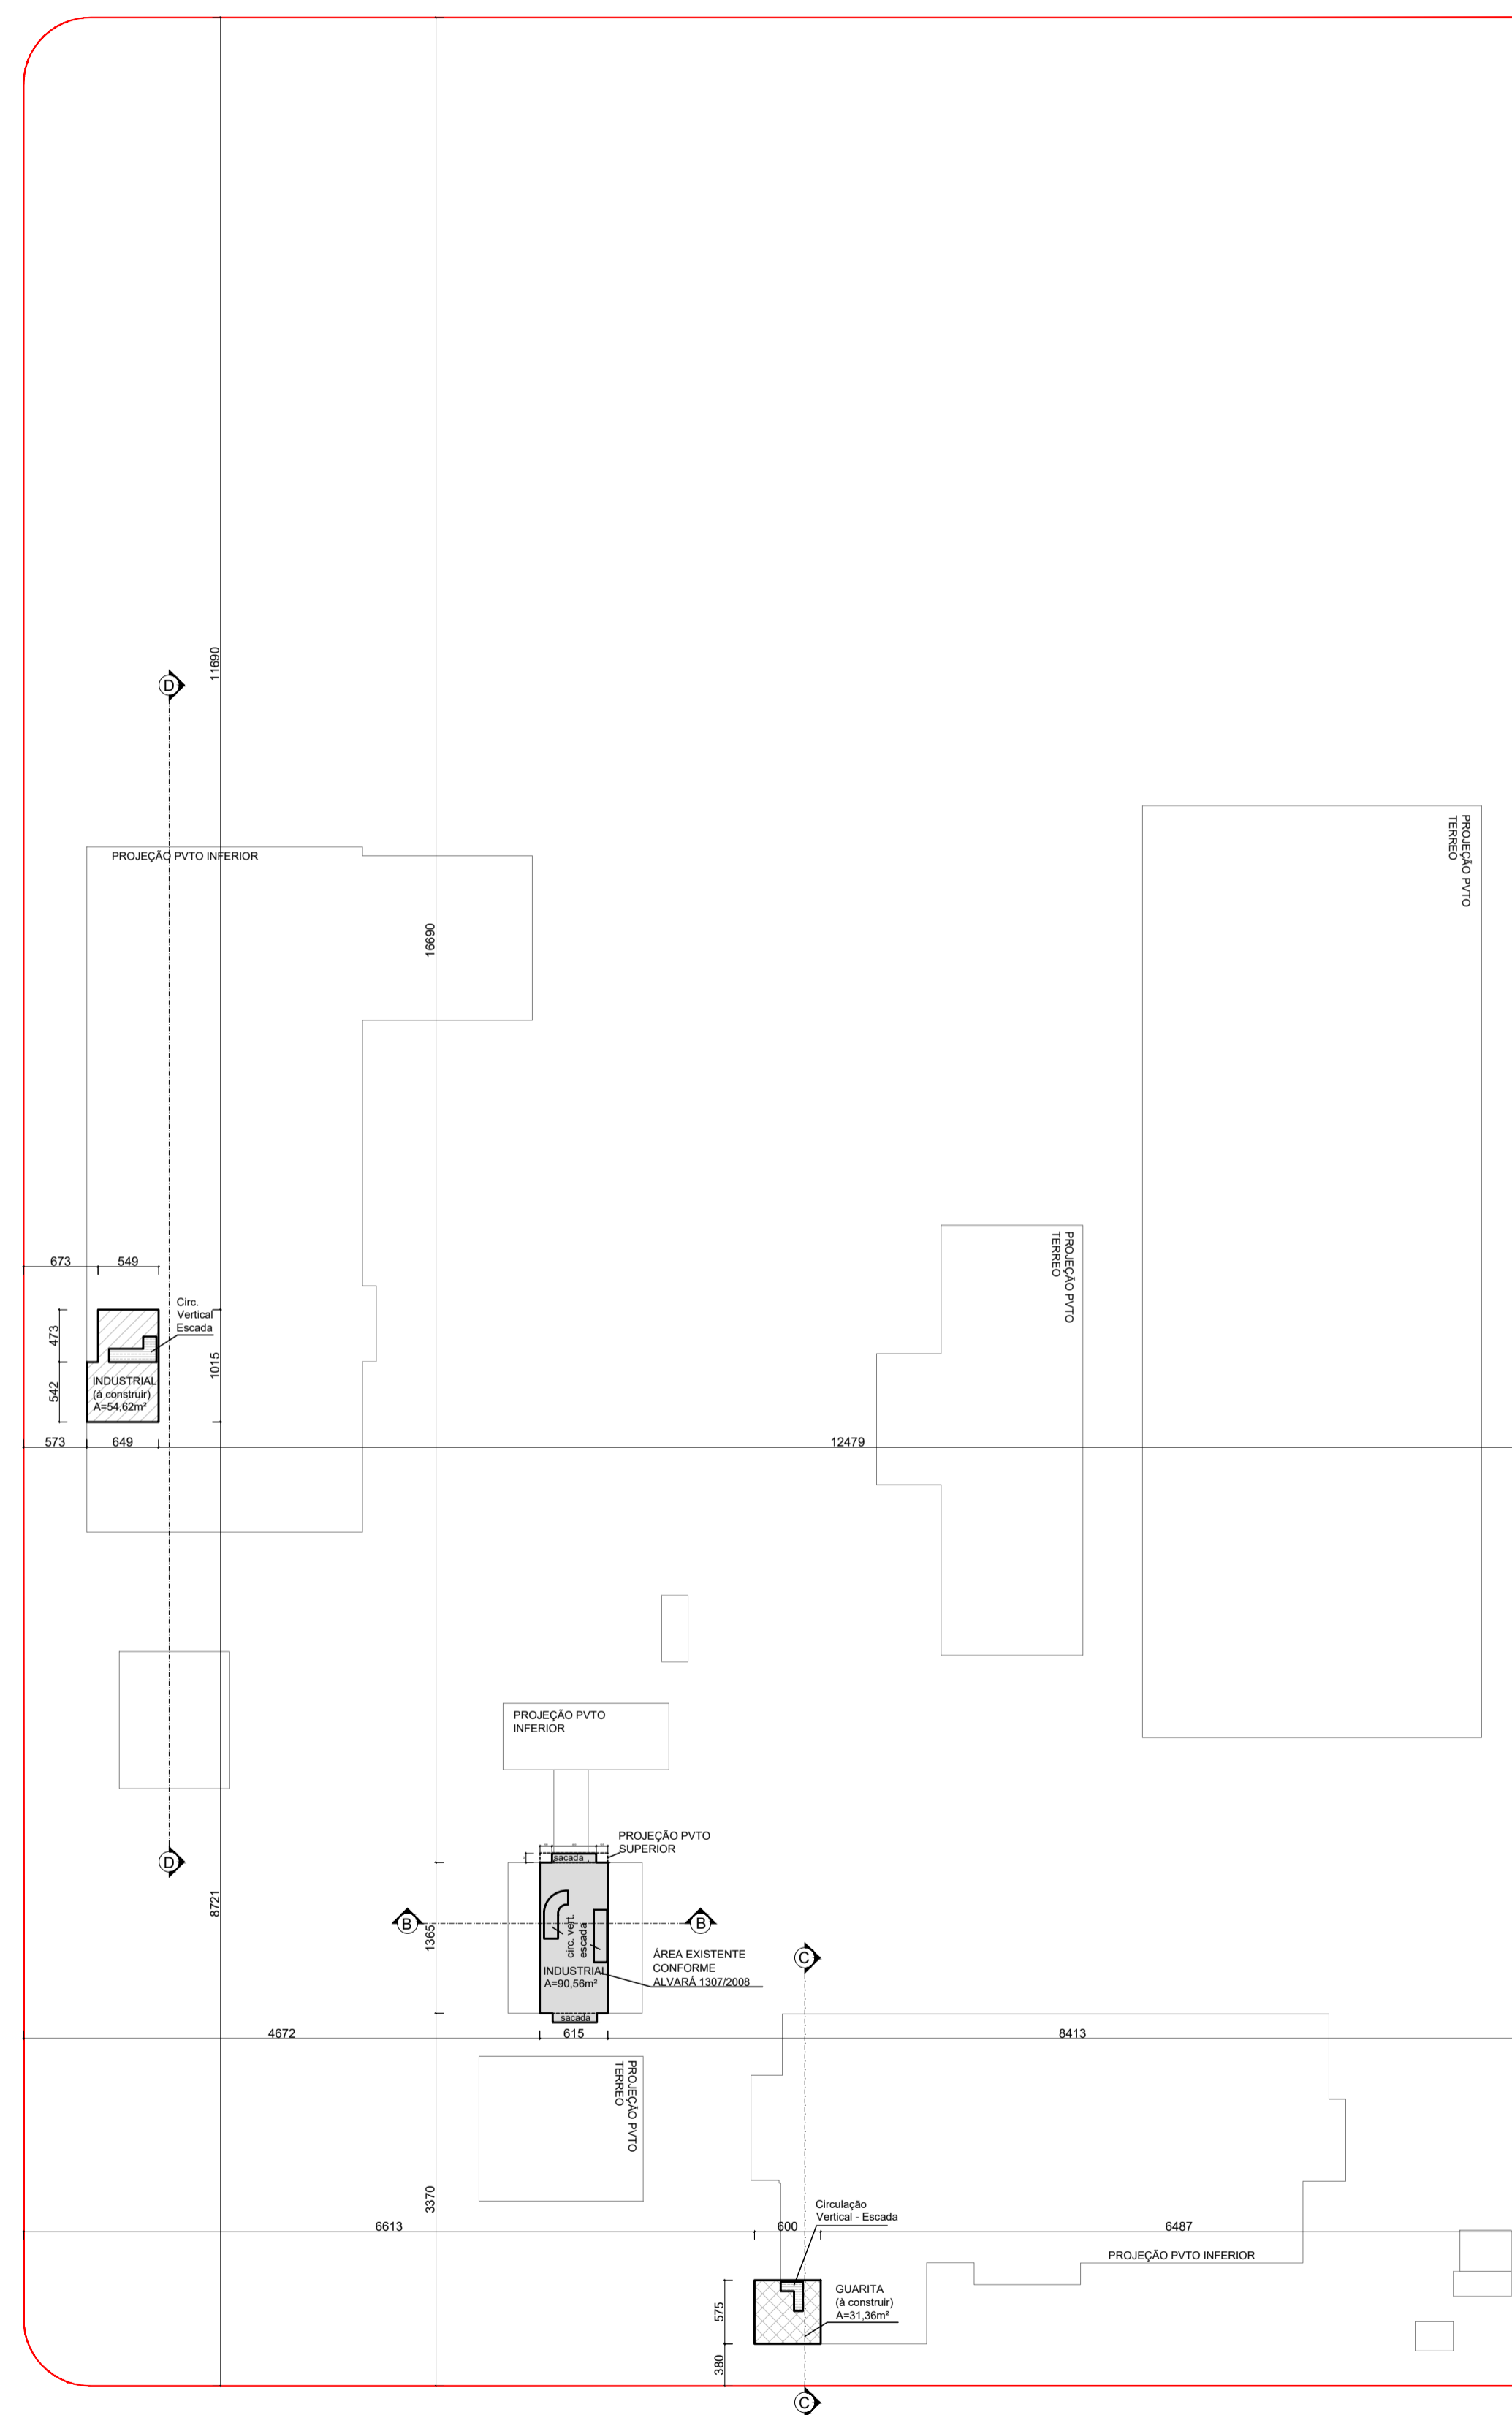 11690
D
PROJEÇÃO PVTO INFERIOR
16690
PROJEÇÃO PVTO
TERREO
PROJEÇÃO PVTO
TERREO
673
549
Circ.
Vertical
Escada
473
1015
542
INDUSTRIAL
(à construir)
A=54,62m²
573
649
12479
PROJEÇÃO PVTO
INFERIOR
PROJEÇÃO PVTO
SUPERIOR
sacada
D
8721
1365
B
B
circ. vert.
escada
C
ÁREA EXISTENTE
CONFORME
ALVARÁ 1307/2008
INDUSTRIAL
A=90,56m²
sacada
4672
615
8413
PROJEÇÃO PVTO
TERREO
3370
Circulação
Vertical - Escada
6613
600
6487
PROJEÇÃO PVTO INFERIOR
575
GUARITA
(à construir)
A=31,36m²
380
C